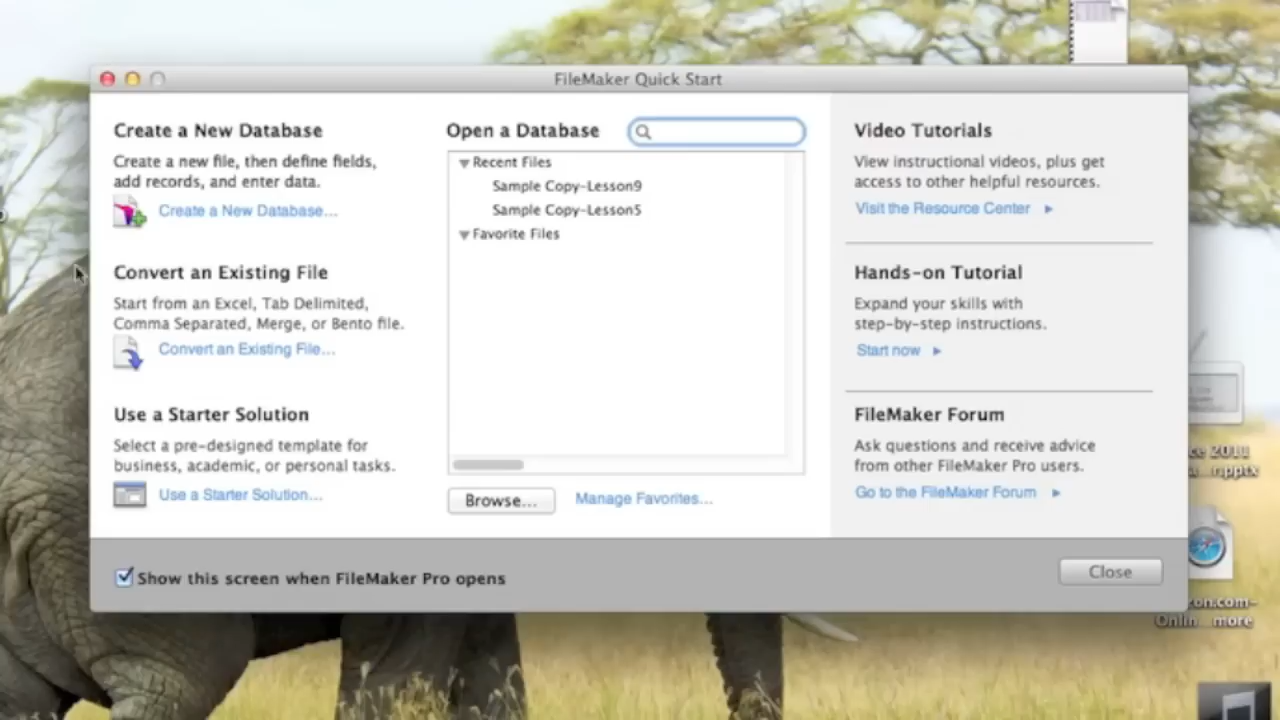 FileMaker Quick Start
Create a New Database
Create a new file, then define fields,
add records, and enter data.
Create a New Database...
Convert an Existing File
Start from an Excel, Tab Delimited,
Comma Separated, Merge, or Bento file.
Convert an Existing File...
Use a Starter Solution
Select a pre-designed template for
business, academic, or personal tasks.
Use a Starter Solution...
Open a Database
Recent Files
Sample Copy-Lesson9
Sample Copy-Lesson5
Favorite Files
Browse...
Manage Favorites...
Video Tutorials
View instructional videos, plus get
access to other helpful resources.
Visit the Resource Center
Hands-on Tutorial
Expand your skills with
step-by-step instructions.
Start now
FileMaker Forum
Ask questions and receive advice
from other FileMaker Pro users.
Go to the FileMaker Forum
Show this screen when FileMaker Pro opens
Close
ce 2011
zon.com-
Onlin...more